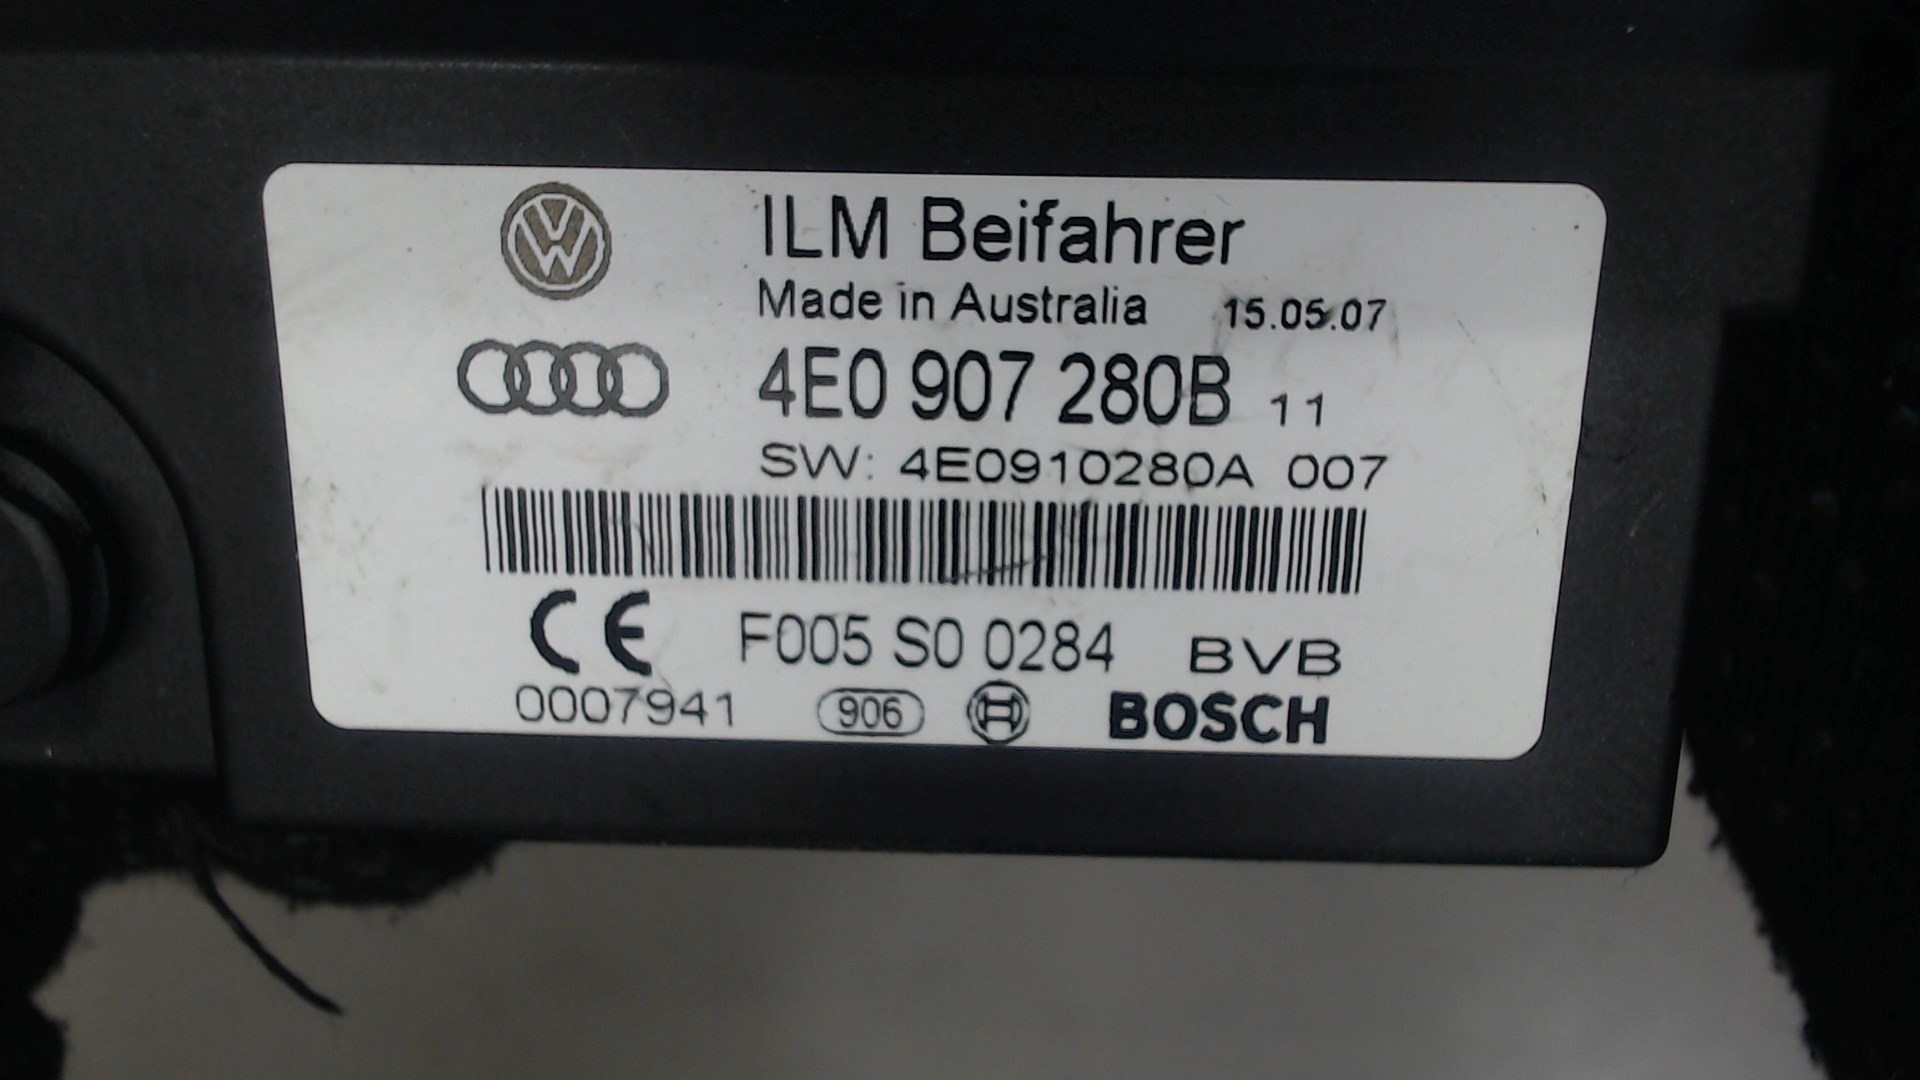 ILM Beifahrer
Made in Australia 15.05.07
4E0 907 280B 11
SW: 4E0910280A 007
CE F005 S0 0284 BVB
0007941 906 BOSCH